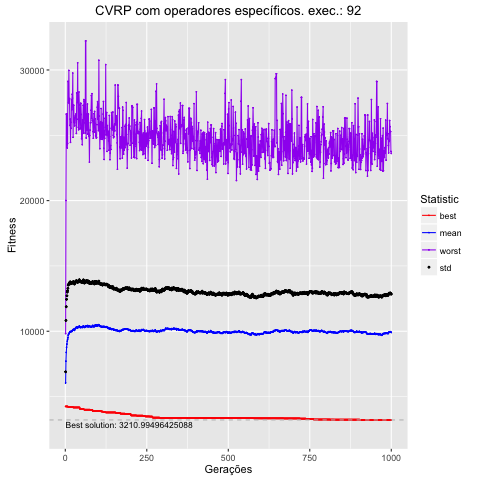 CVRP com operadores específicos. exec.: 92
Fitness
30000
20000
10000
Best solution: 3210.99496425088
0
250
500
750
1000
Gerações
Statistic
best
mean
worst
std